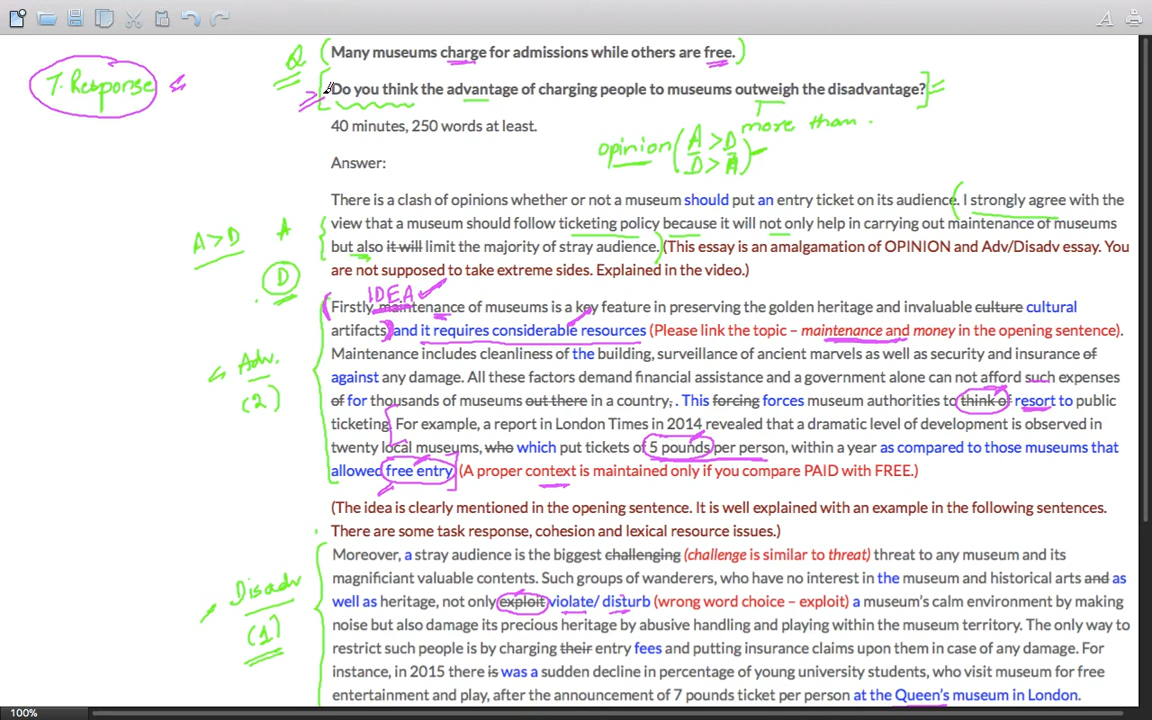 Q (Many museums charge for admissions while others are free.)
T. Response
[Do you think the advantage of charging people to museums outweigh the disadvantage?] =
more than.
40 minutes, 250 words at least.
opinion (A > D
D > A)
Answer:
There is a clash of opinions whether or not a museum should put an entry ticket on its audience. (I strongly agree with the
A > D A
view that a museum should follow ticketing policy because it will not only help in carrying out maintenance of museums
but also it will limit the majority of stray audience.) (This essay is an amalgamation of OPINION and Adv/Disadv essay. You
D
are not supposed to take extreme sides. Explained in the video.)
IDEA
Firstly, maintenance of museums is a key feature in preserving the golden heritage and invaluable culture cultural
artifacts) and it requires considerable resources (Please link the topic – maintenance and money in the opening sentence).
Adv.
(2)
Maintenance includes cleanliness of the building, surveillance of ancient marvels as well as security and insurance of
against any damage. All these factors demand financial assistance and a government alone can not afford such expenses
of for thousands of museums out there in a country, . This forcing forces museum authorities to think of resort to public
ticketing. [For example, a report in London Times in 2014 revealed that a dramatic level of development is observed in
twenty local museums, who which put tickets of 5 pounds per person, within a year as compared to those museums that
allowed free entry] (A proper context is maintained only if you compare PAID with FREE.)
(The idea is clearly mentioned in the opening sentence. It is well explained with an example in the following sentences.
There are some task response, cohesion and lexical resource issues.)
Disadv
(1)
Moreover, a stray audience is the biggest challenging (challenge is similar to threat) threat to any museum and its
magnificiant valuable contents. Such groups of wanderers, who have no interest in the museum and historical arts and as
well as heritage, not only exploit violate/ disturb (wrong word choice – exploit) a museum's calm environment by making
noise but also damage its precious heritage by abusive handling and playing within the museum territory. The only way to
restrict such people is by charging their entry fees and putting insurance claims upon them in case of any damage. For
instance, in 2015 there is was a sudden decline in percentage of young university students, who visit museum for free
entertainment and play, after the announcement of 7 pounds ticket per person at the Queen's museum in London.
100%